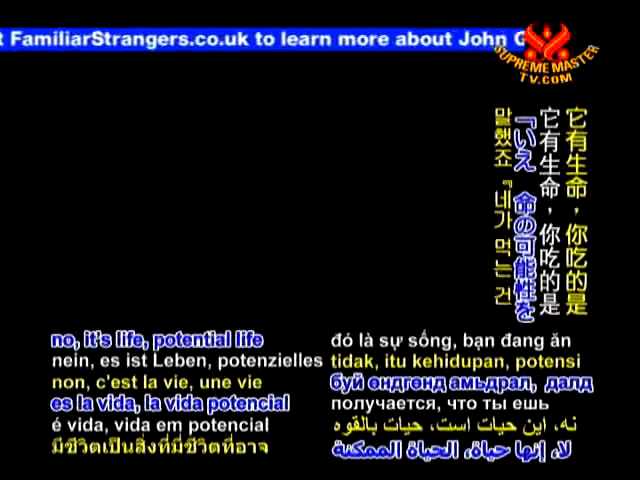 t FamiliarStrangers.co.uk to learn more about John G
SUPREME MASTER
TV.COM
它有生命，你吃的是
它有生命，你吃的是
「いえ 命の可能性を
말했죠 『네가 먹는 건
no, it's life, potential life
nein, es ist Leben, potenzielles
non, c'est la vie, une vie
es la vida, la vida potencial
é vida, vida em potencial
มีชีวิตเป็นสิ่งที่มีชีวิตที่อาจ
đó là sự sống, bạn đang ăn
tidak, itu kehidupan, potensi
буй өндгөнд амьдрал, далд
получается, что ты ешь
نه، این حیات است، حیات بالقوه
لا، إنها حياة، الحياة الممكنة